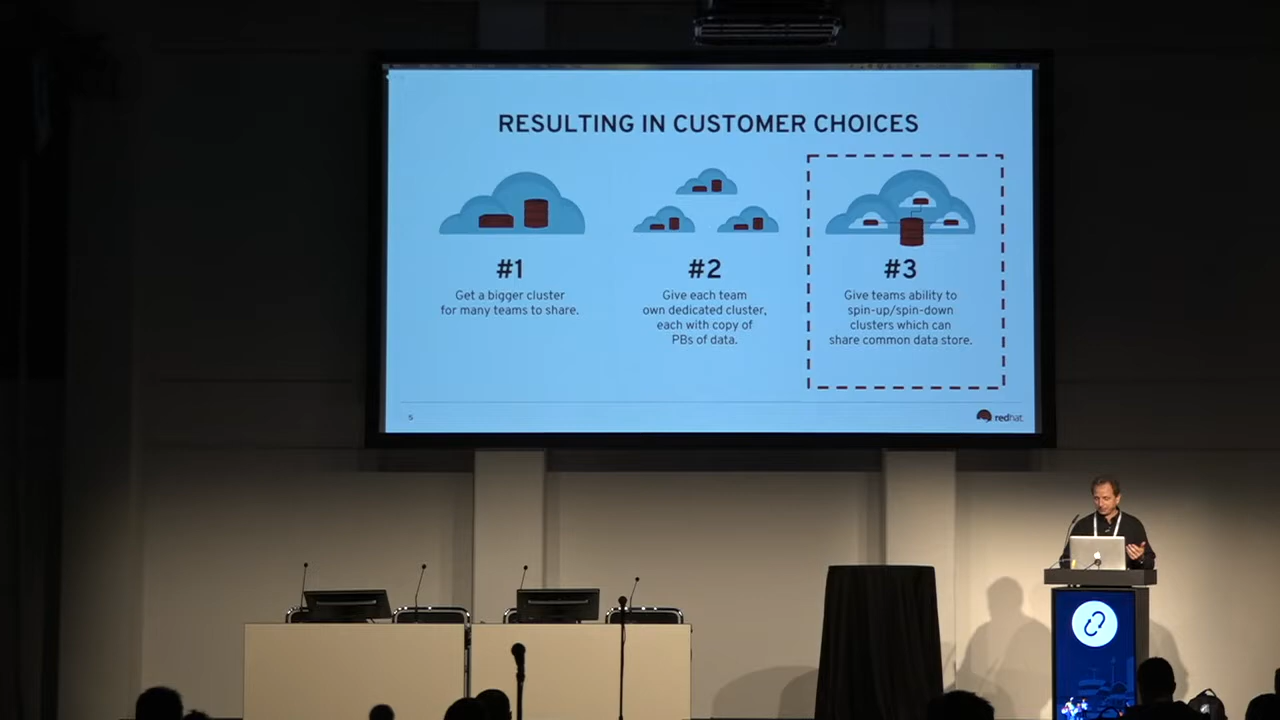 RESULTING IN CUSTOMER CHOICES
#1
Get a bigger cluster
for many teams to share.
#2
Give each team
own dedicated cluster,
each with copy of
PBs of data.
#3
Give teams ability to
spin-up/spin-down
clusters which can
share common data store.
15
redhat.